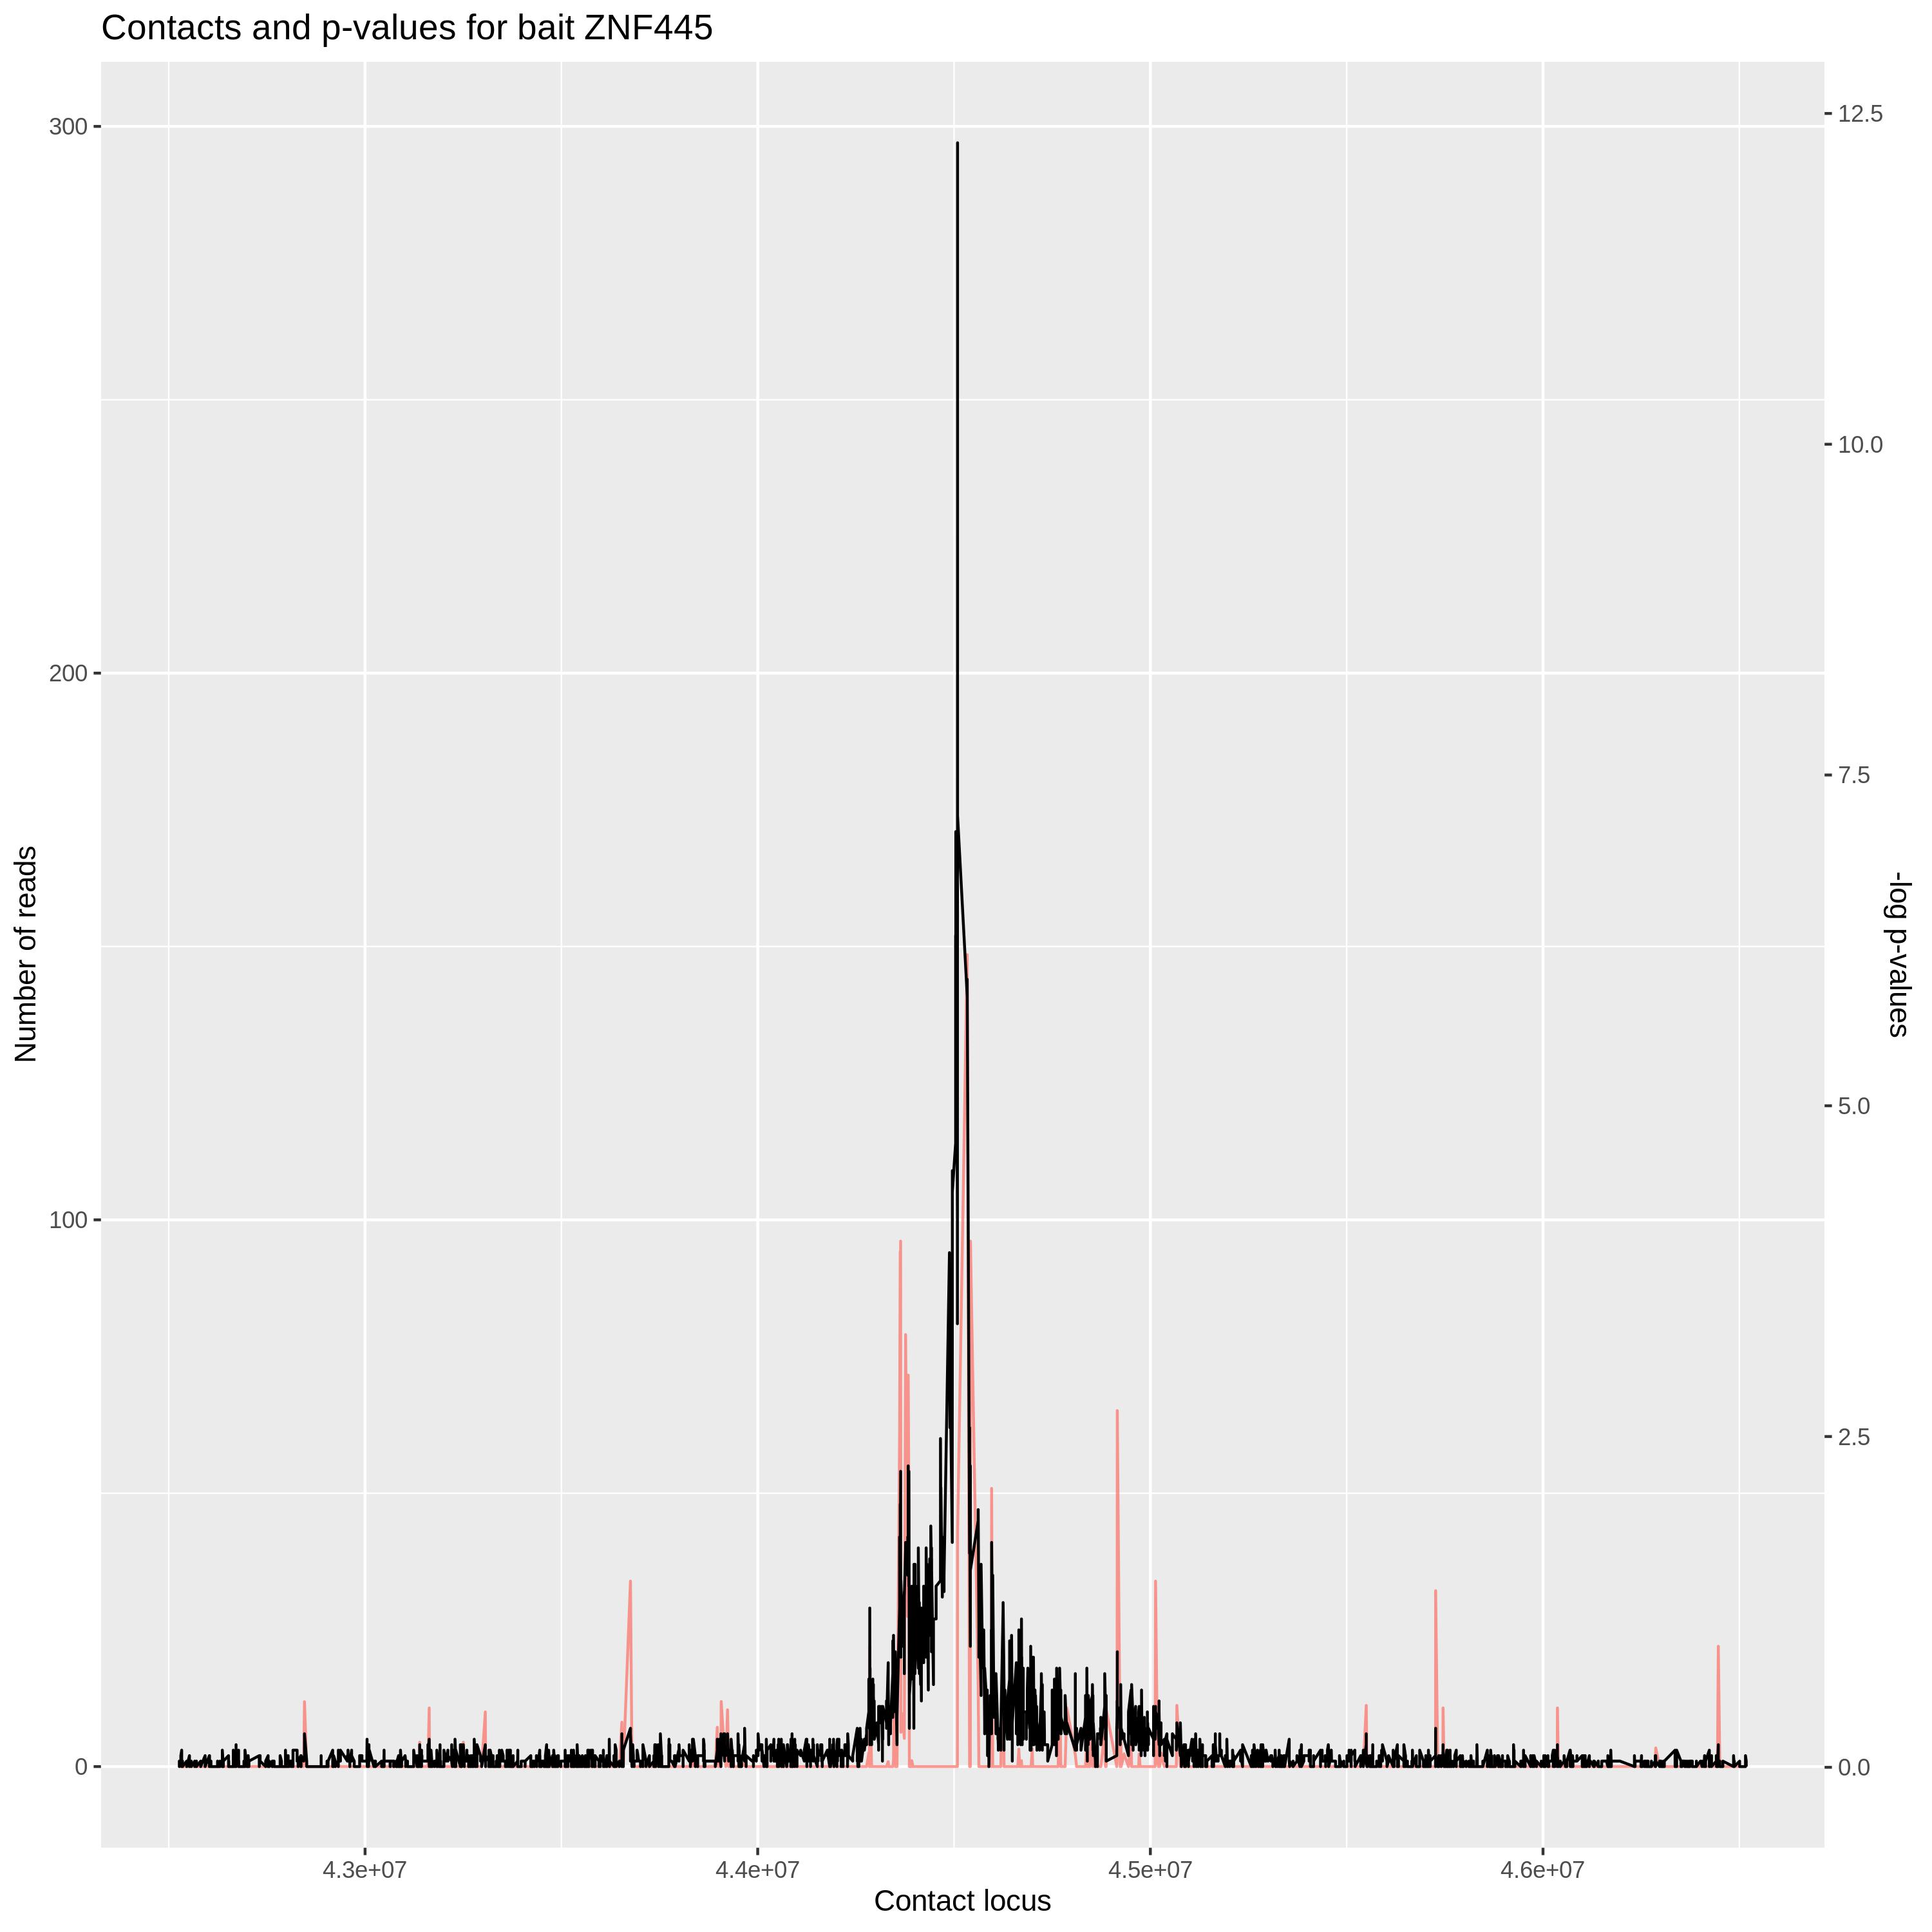 Contacts and p-values for bait ZNF445
300
200
100
0
Number of reads
12.5
10.0
7.5
5.0
2.5
0.0
-log p-values
4.3e+07
4.4e+07
4.5e+07
4.6e+07
Contact locus